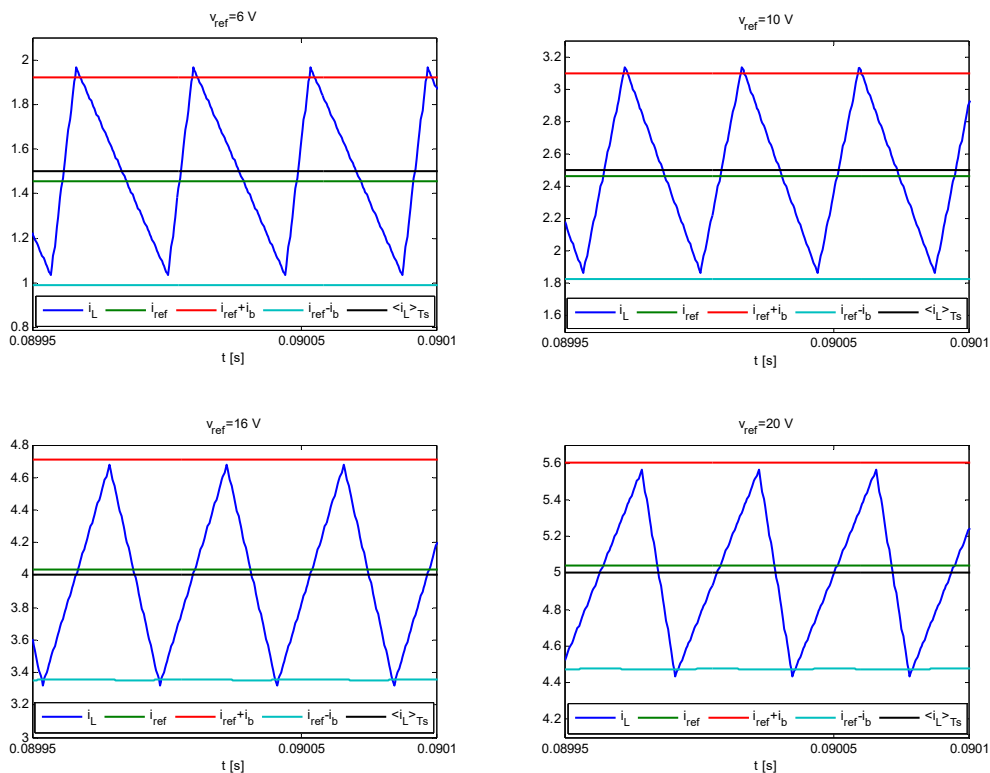 v_ref=6 V
2
1.8
1.6
1.4
1.2
1
0.8
i_L i_ref i_ref+i_b i_ref-i_b <i_L>_Ts
0.08995 0.09005 0.0901
t [s]
v_ref=10 V
3.2
3
2.8
2.6
2.4
2.2
2
1.8
1.6
i_L i_ref i_ref+i_b i_ref-i_b <i_L>_Ts
0.08995 0.09005 0.0901
t [s]
v_ref=16 V
4.8
4.6
4.4
4.2
4
3.8
3.6
3.4
3.2
3
i_L i_ref i_ref+i_b i_ref-i_b <i_L>_Ts
0.08995 0.09005 0.0901
t [s]
v_ref=20 V
5.6
5.4
5.2
5
4.8
4.6
4.4
4.2
i_L i_ref i_ref+i_b i_ref-i_b <i_L>_Ts
0.08995 0.09005 0.0901
t [s]